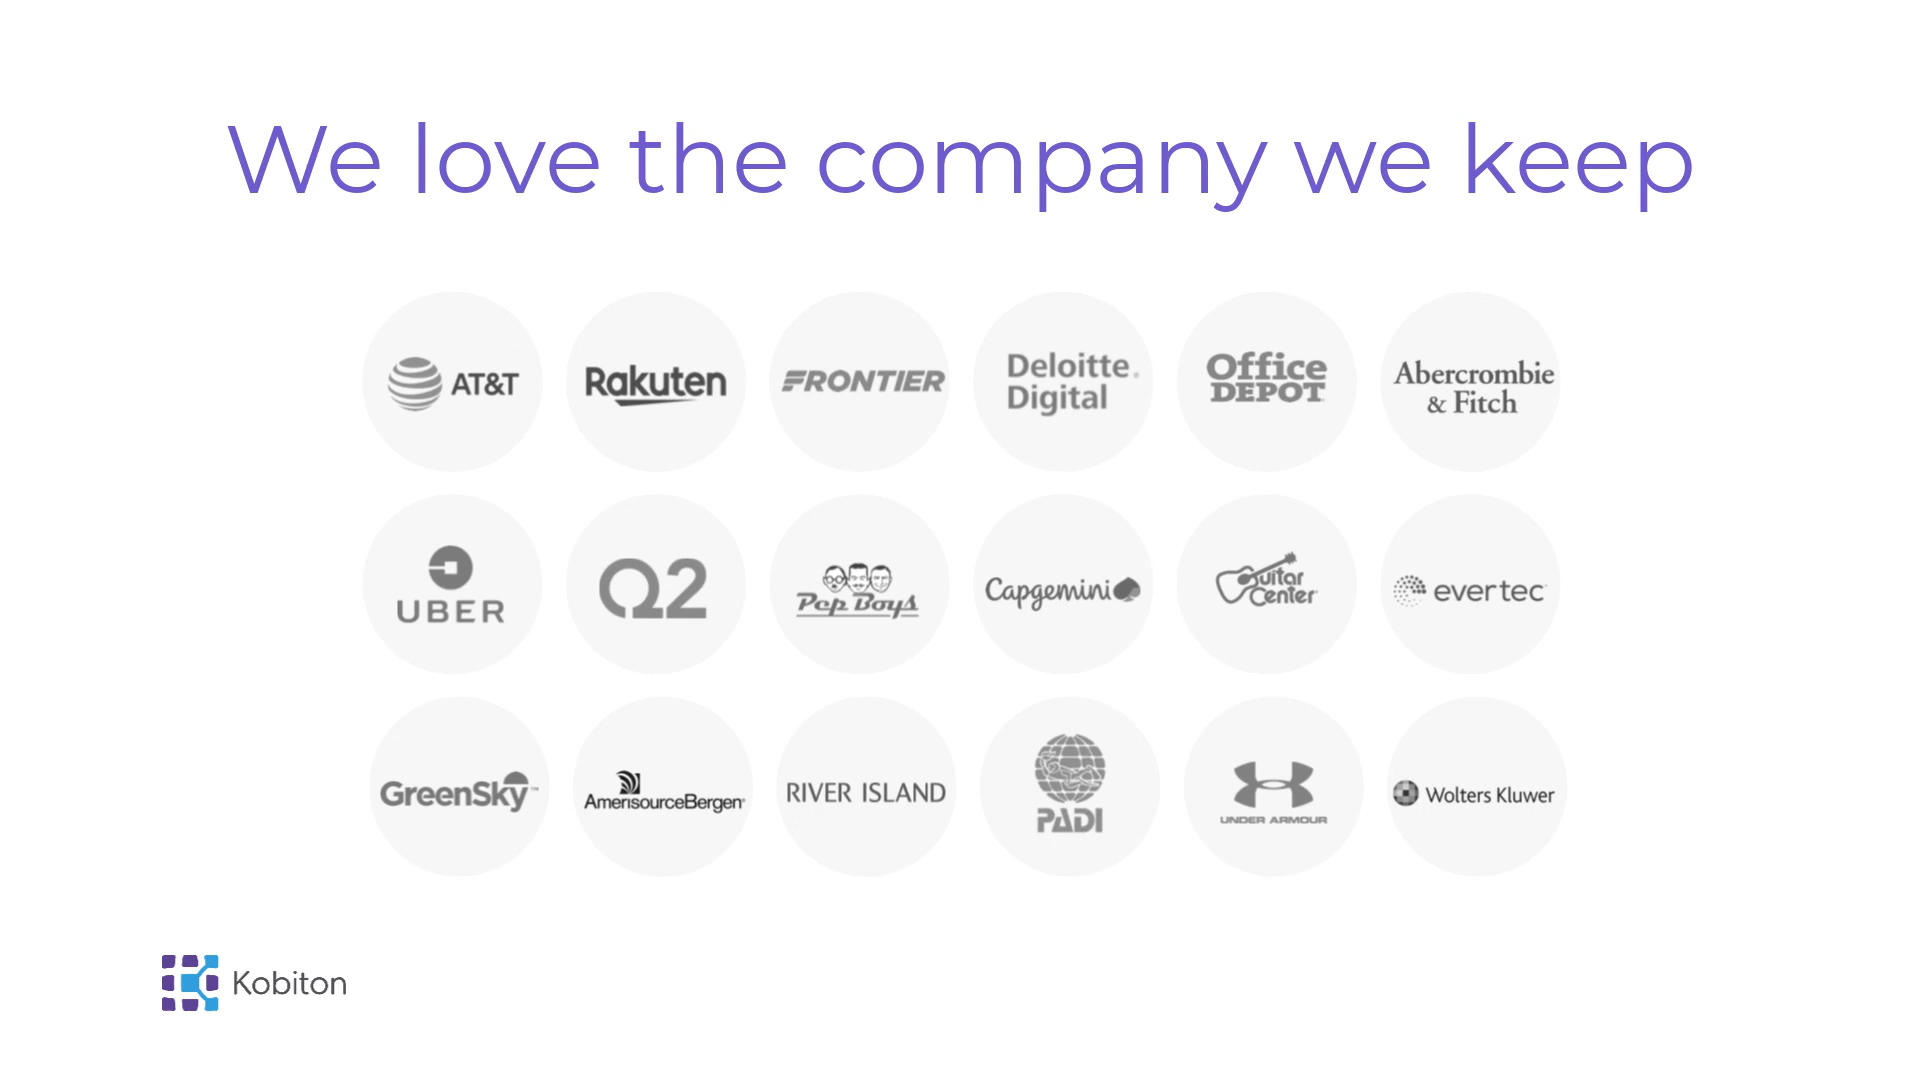 We love the company we keep
AT&T
Rakuten
FRONTIER
Deloitte.
Digital
Office
DEPOT
Abercrombie
& Fitch
UBER
Q2
Pep Boys
Capgemini
Guitar
Center
evertec
GreenSky™
AmerisourceBergen
RIVER ISLAND
PADI
UNDER ARMOUR
Wolters Kluwer
Kobiton